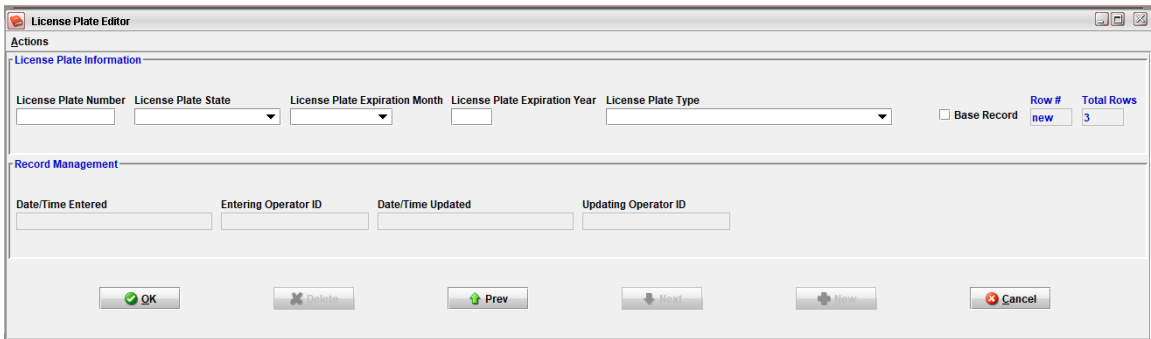 License Plate Editor
Actions
License Plate Information
License Plate Number License Plate State License Plate Expiration Month License Plate Expiration Year License Plate Type Row # Total Rows
Base Record new 3
Record Management
Date/Time Entered Entering Operator ID Date/Time Updated Updating Operator ID
OK Delete Prev Next New Cancel